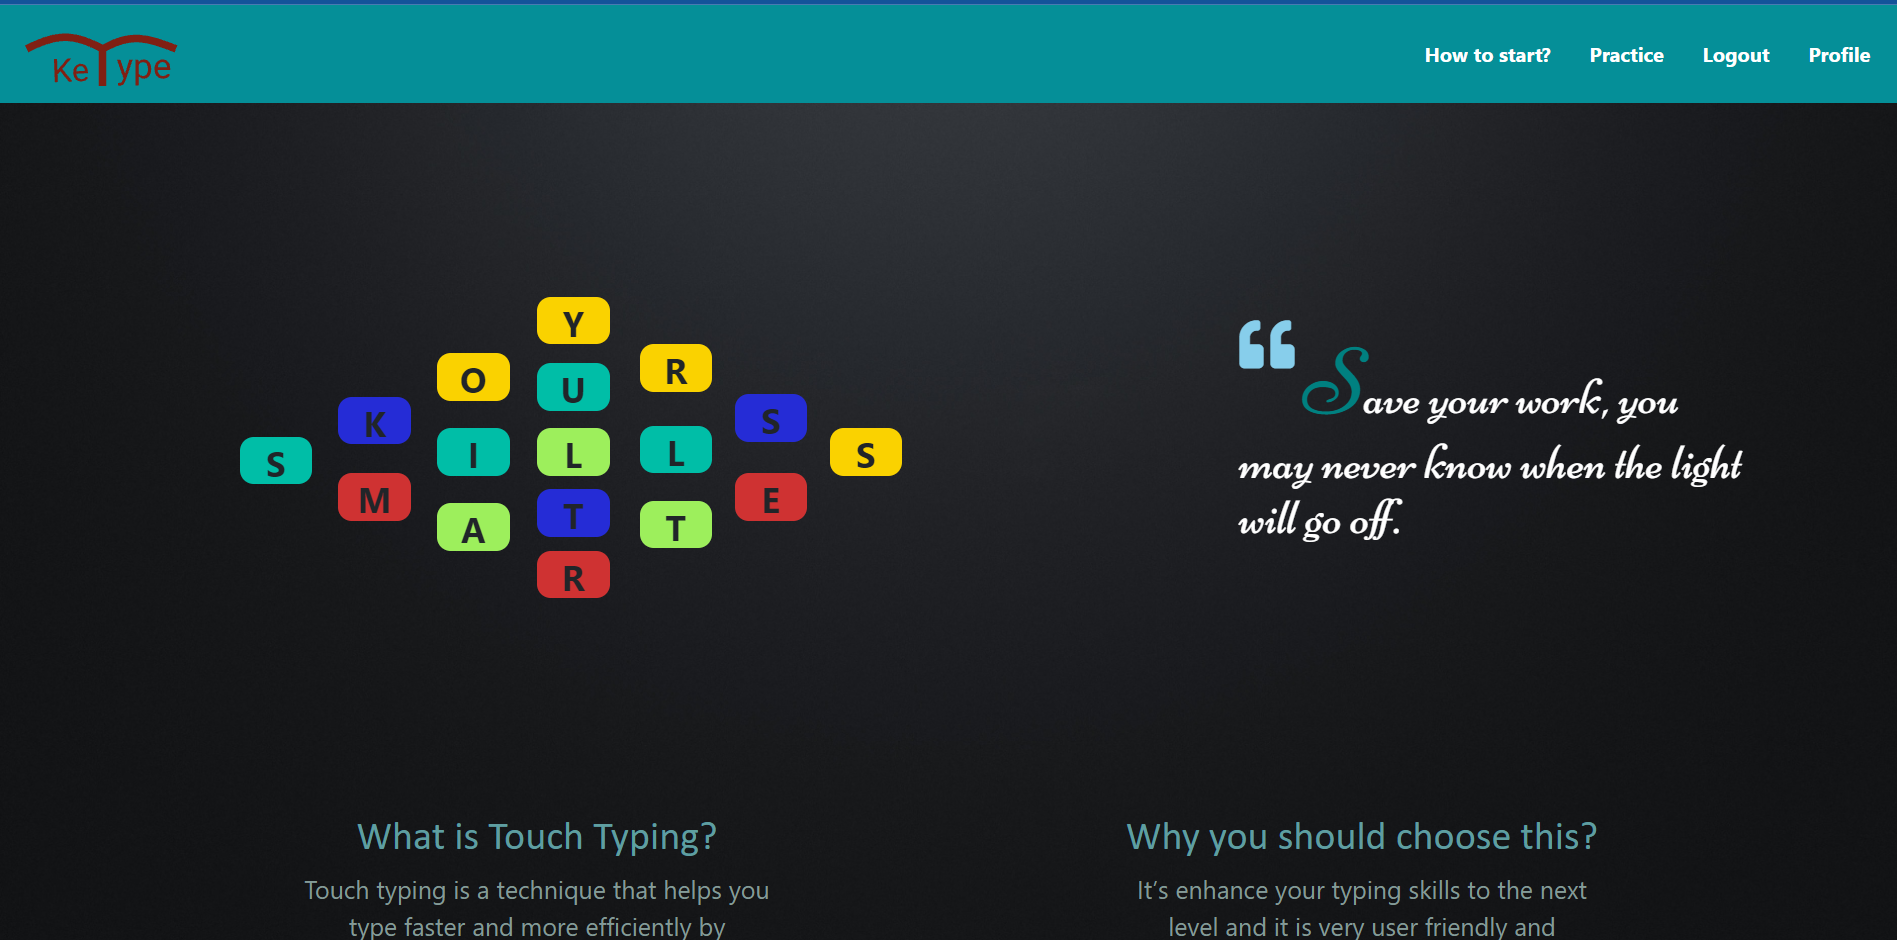 Ke Type
How to start? Practice Logout Profile
Y
O U R
S K I L L S
M A T T E R
S
Save your work, you
may never know when the light
will go off.
What is Touch Typing?
Touch typing is a technique that helps you
type faster and more efficiently by
Why you should choose this?
It’s enhance your typing skills to the next
level and it is very user friendly and